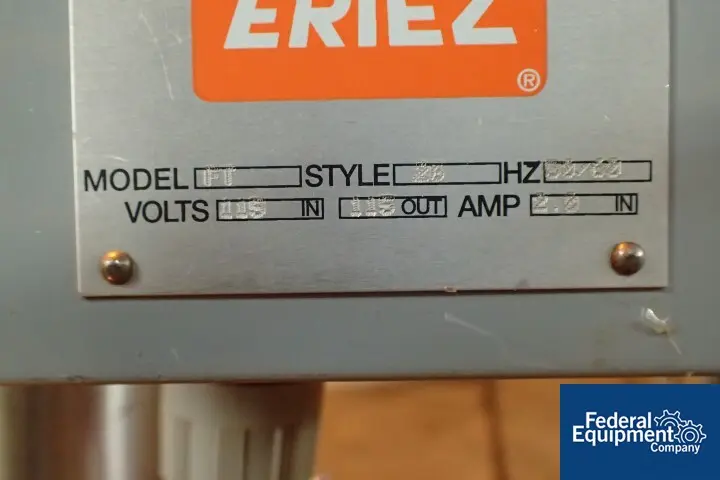 ERIEZ
®
MODEL FT STYLE 26 HZ 50/60
VOLTS 115 IN 115 OUT AMP 2.0 IN
Federal
Equipment
Company